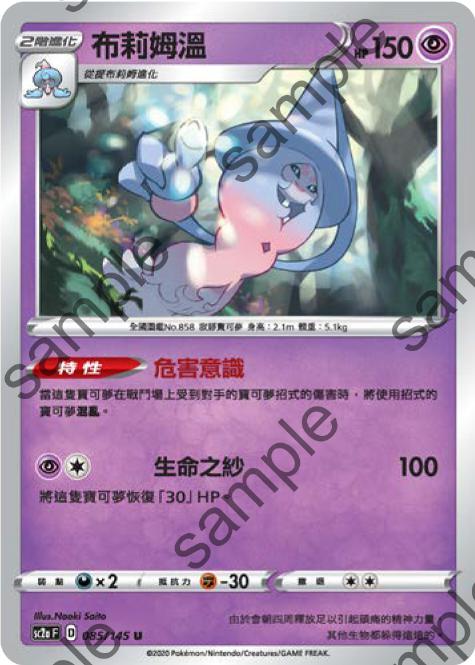 2階進化 布莉姆溫 HP150
從提布莉姆進化
全國圖鑑No.858 寂靜寶可夢 身高：2.1m 體重：5.1kg
特性 危害意識
當這隻寶可夢在戰鬥場上受到對手的寶可夢招式的傷害時，將使用招式的
寶可夢混亂。
生命之紗 100
將這隻寶可夢恢復「30」HP。
弱點 ×2 抵抗力 -30 撤退
Illus.Naoki Saito
sc2a F D 085/145 U
由於會朝四周釋放足以引起頭痛的精神力量，
其他生物都躲得遠遠的。
©2020 Pokémon/Nintendo/Creatures/GAME FREAK.
sample
sample
sample
sample
sample
sample